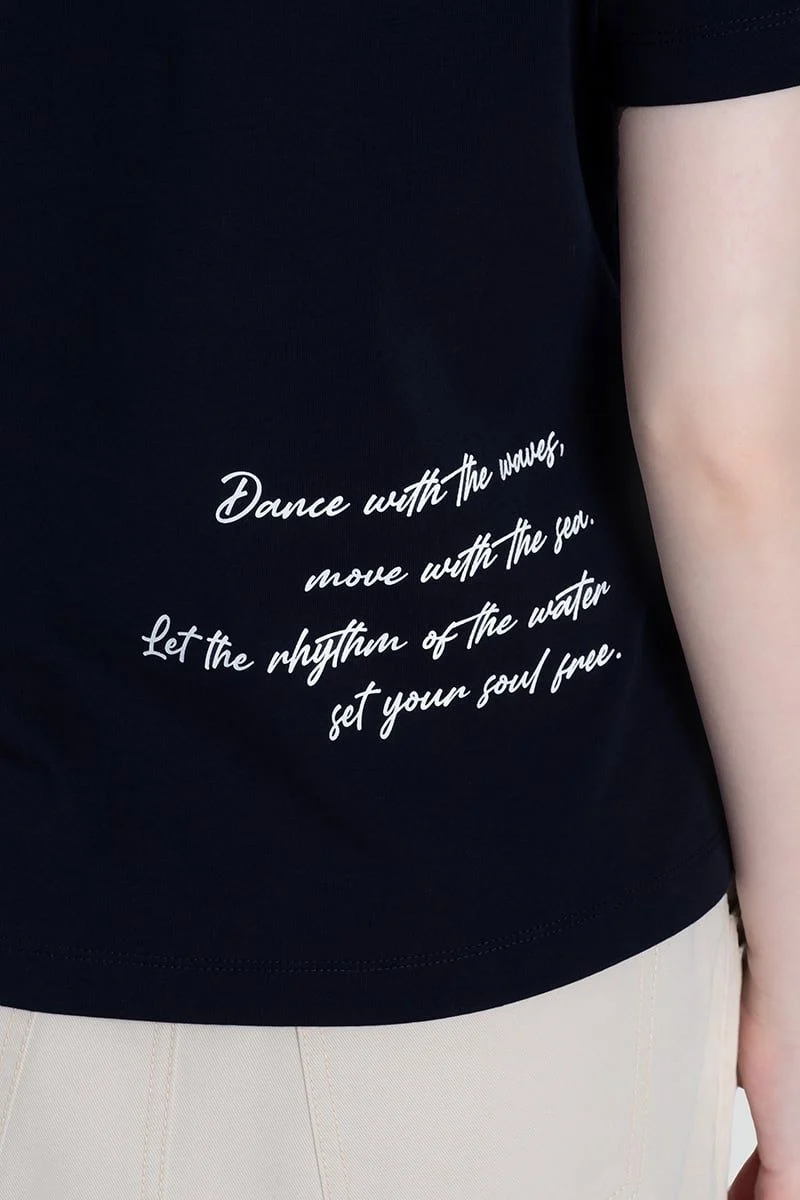 Dance with the waves,
move with the sea.
Let the rhythm of the water
set your soul free.